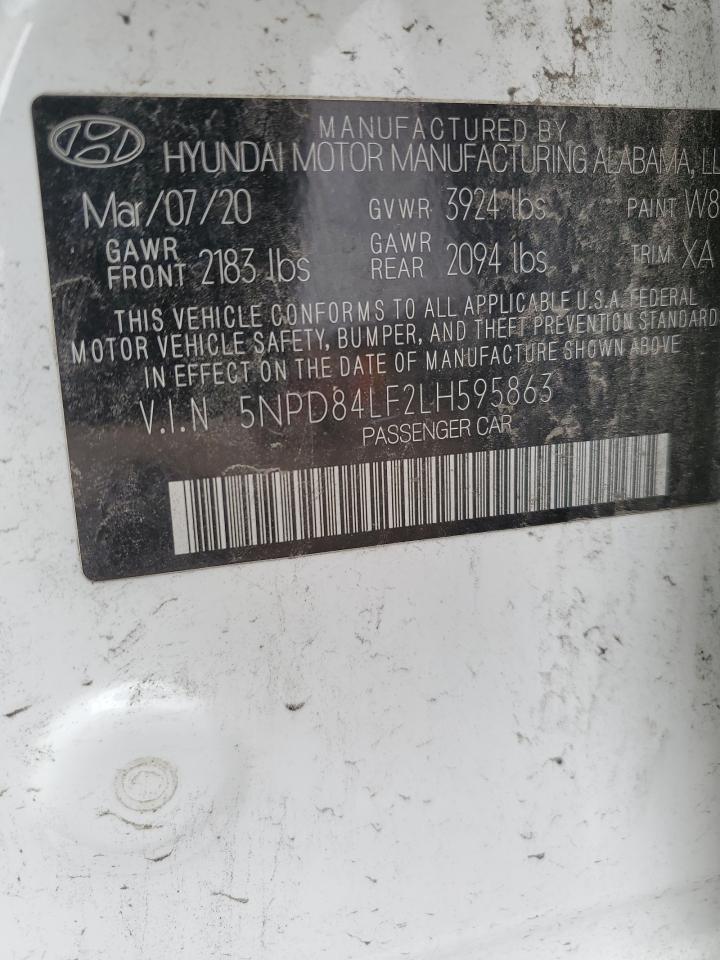 MANUFACTURED BY
HYUNDAI MOTOR MANUFACTURING ALABAMA, LL
Mar/07/20 GVWR 3924 lbs PAINT W8
GAWR FRONT 2183 lbs GAWR REAR 2094 lbs TRIM XA
THIS VEHICLE CONFORMS TO ALL APPLICABLE U.S.A. FEDERAL
MOTOR VEHICLE SAFETY, BUMPER, AND THEFT PREVENTION STANDARD
IN EFFECT ON THE DATE OF MANUFACTURE SHOWN ABOVE
V.I.N 5NPD84LF2LH595863
PASSENGER CAR